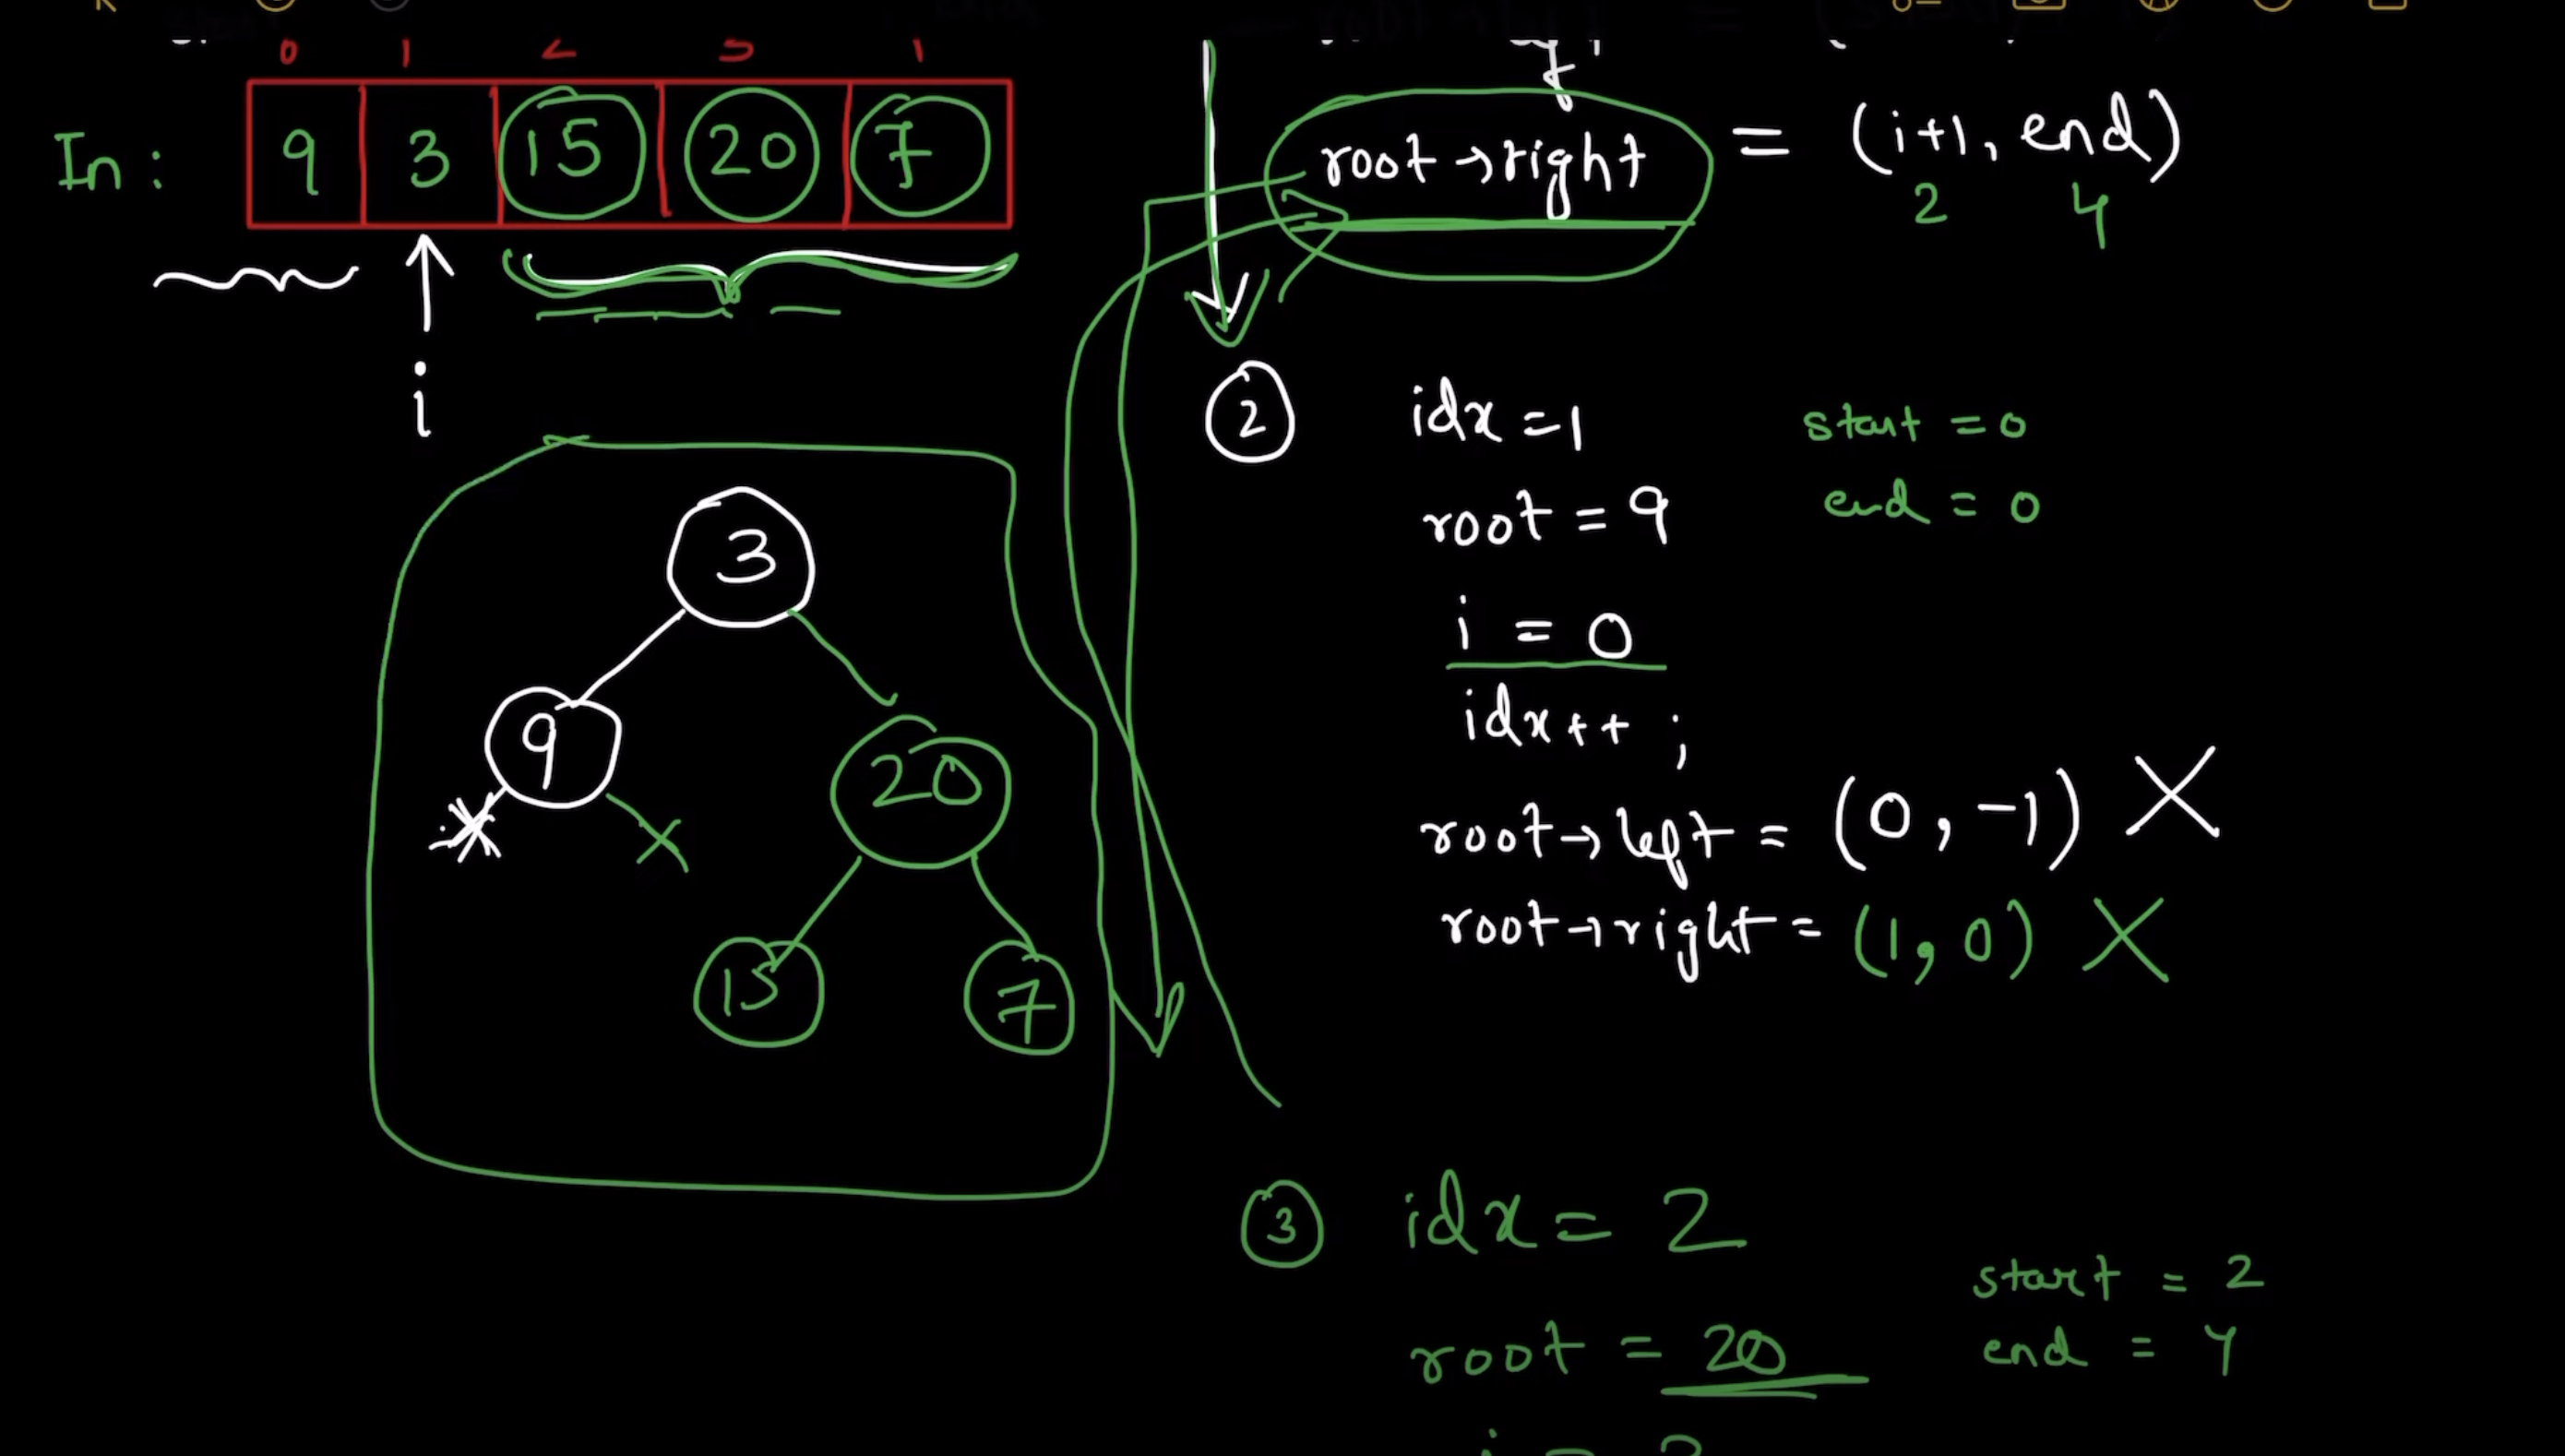 0 1 2 3
In: 9 3 15 20 7
i
3
9 20
15 7
root → right = (i+1, end)
2 4
2 idx = 1
start = 0
end = 0
root = 9
i = 0
idx++ ;
root → left = (0, -1) X
root → right = (1, 0) X
3 idx = 2
start = 2
end = 4
root = 20